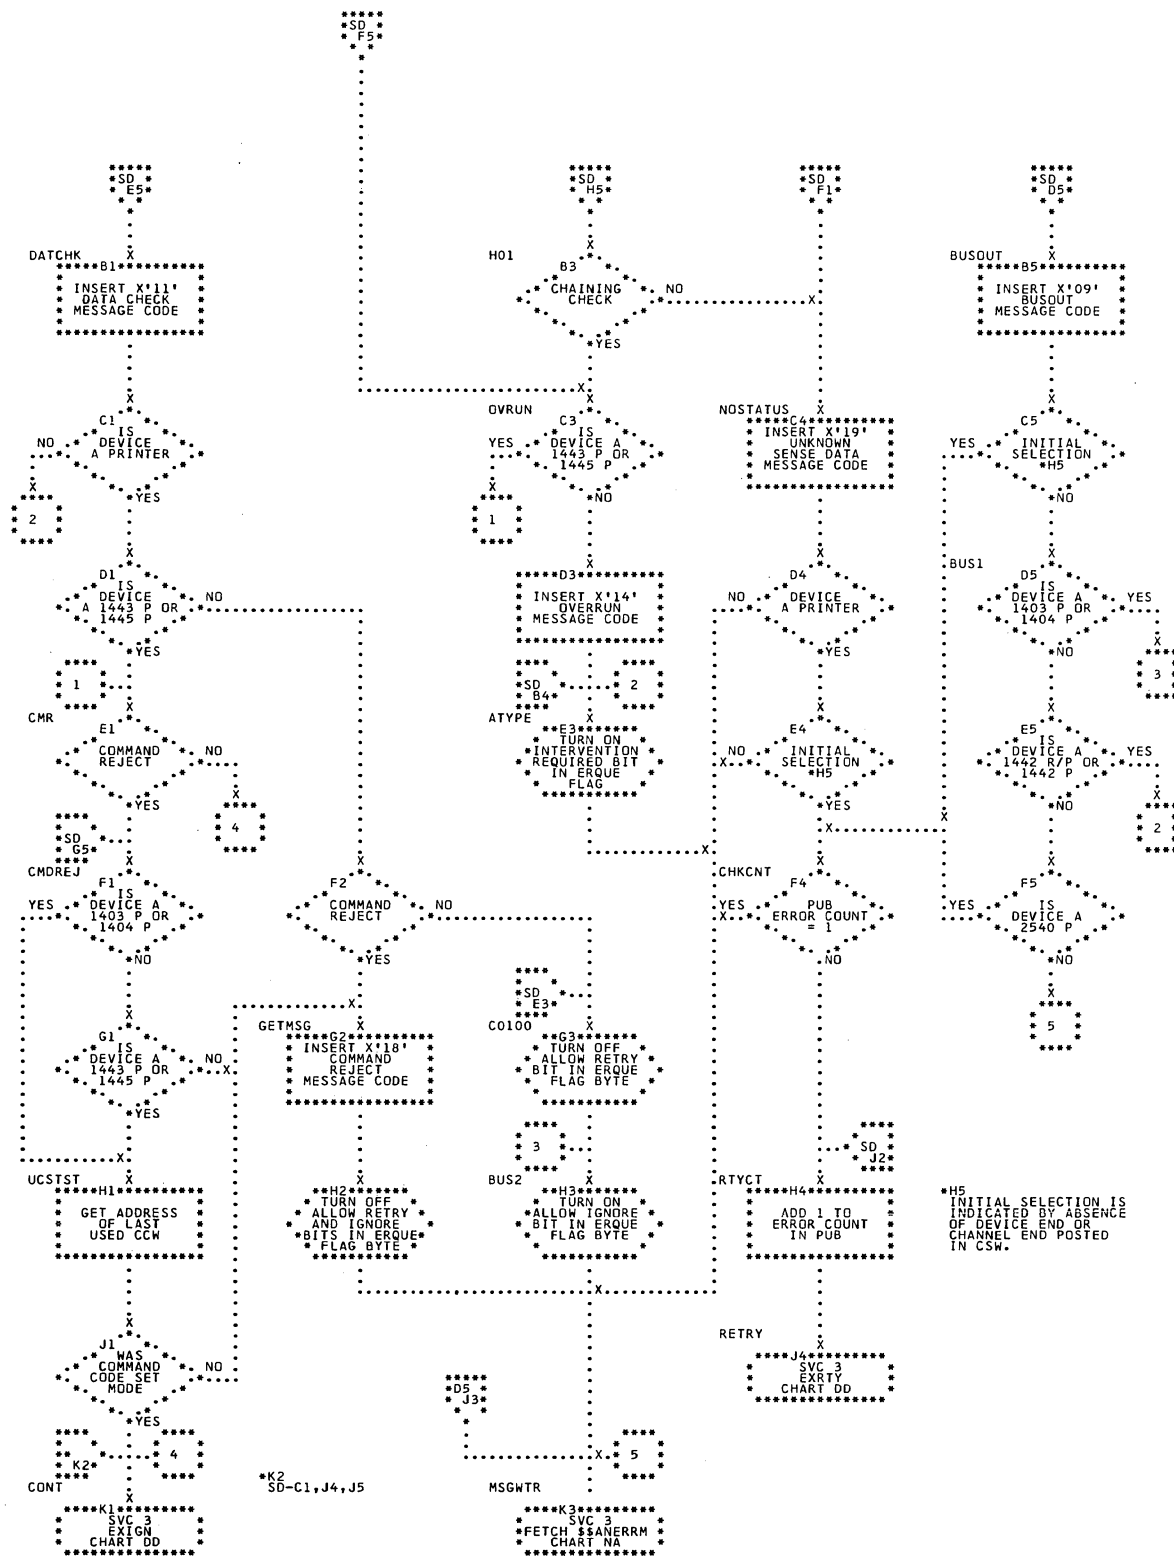 SD
F5
SD
E5
SD
H5
SD
F1
SD
D5
DATCHK
B1
INSERT X'11'
DATA CHECK
MESSAGE CODE
H01
B3
CHAINING
CHECK
NO
YES
BUSOUT
B5
INSERT X'09'
BUSOUT
MESSAGE CODE
C1
IS
DEVICE
A PRINTER
NO
YES
2
OVRUN
C3
IS
DEVICE A
1443 P OR
1445 P
YES
NO
1
NOSTATUS
C4
INSERT X'19'
UNKNOWN
SENSE DATA
MESSAGE CODE
C5
INITIAL
SELECTION
*H5
YES
NO
D1
IS
DEVICE
A 1443 P OR
1445 P
NO
YES
D3
INSERT X'14'
OVERRUN
MESSAGE CODE
D4
DEVICE
A PRINTER
NO
YES
BUS1
D5
IS
DEVICE A
1403 P OR
1404 P
YES
NO
3
1
SD
B4
2
CMR
E1
COMMAND
REJECT
NO
YES
4
ATYPE
E3
TURN ON
INTERVENTION
REQUIRED BIT
IN ERQUE
FLAG
E4
INITIAL
SELECTION
*H5
NO
YES
E5
IS
DEVICE A
1442 R/P OR
1442 P
YES
NO
2
SD
G5
CMDREJ
F1
IS
DEVICE A
1403 P OR
1404 P
YES
NO
F2
COMMAND
REJECT
NO
YES
CHKCNT
F4
PUB
ERROR COUNT
= 1
YES
NO
F5
IS
DEVICE A
2540 P
YES
NO
5
SD
E3
G1
IS
DEVICE A
1443 P OR
1445 P
NO
YES
GETMSG
G2
INSERT X'18'
COMMAND
REJECT
MESSAGE CODE
CO100
G3
TURN OFF
ALLOW RETRY
BIT IN ERQUE
FLAG BYTE
3
SD
J2
UCSTST
H1
GET ADDRESS
OF LAST
USED CCW
H2
TURN OFF
ALLOW RETRY
AND IGNORE
BITS IN ERQUE
FLAG BYTE
BUS2
H3
TURN ON
ALLOW IGNORE
BIT IN ERQUE
FLAG BYTE
RTYCT
H4
ADD 1 TO
ERROR COUNT
IN PUB
*H5
INITIAL SELECTION IS
INDICATED BY ABSENCE
OF DEVICE END OR
CHANNEL END POSTED
IN CSW.
J1
WAS
COMMAND
CODE SET
MODE
NO
YES
D5
J3
RETRY
J4
SVC 3
EXRTY
CHART DD
K2
4
5
CONT
K1
SVC 3
EXIGN
CHART DD
*K2
SD-C1,J4,J5
MSGWTR
K3
SVC 3
FETCH $$ANERRM
CHART NA